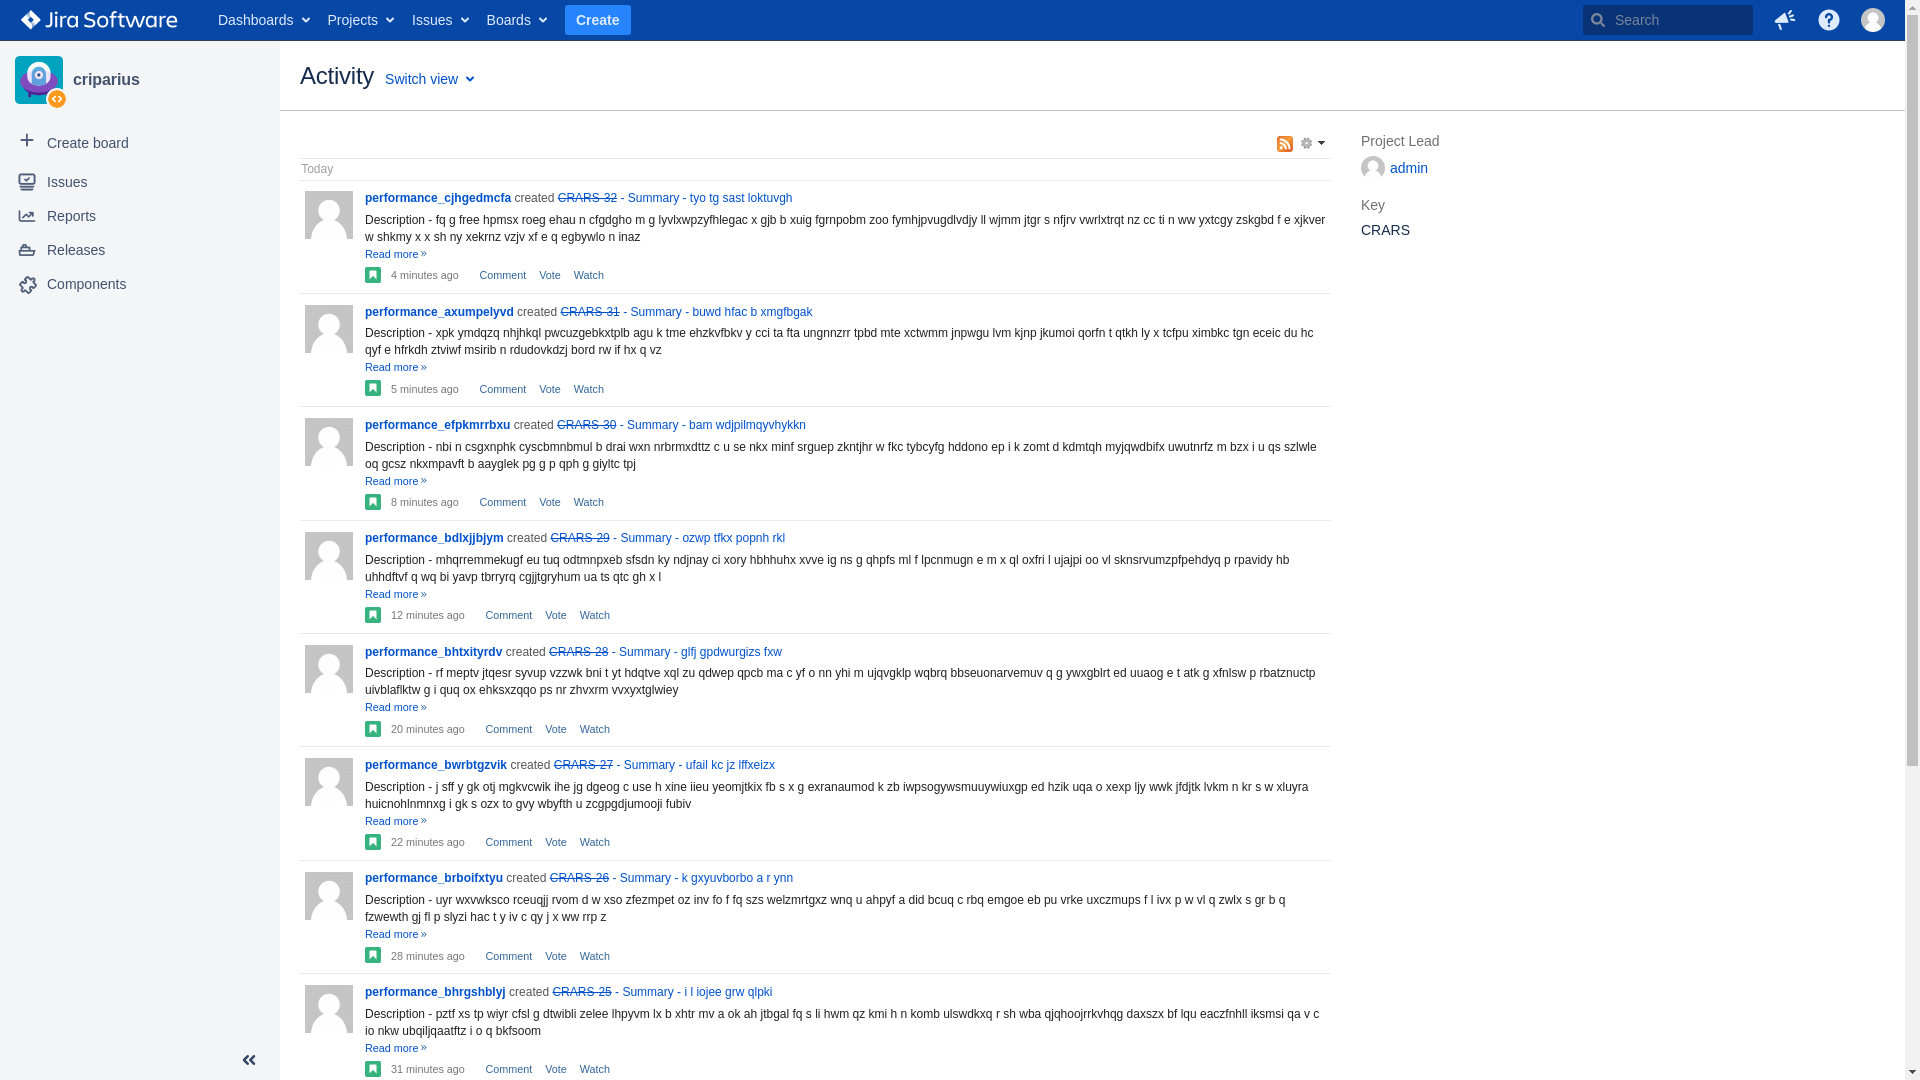 Jira Software Dashboards Projects Issues Boards Create Search
criparius
Create board
Issues
Reports
Releases
Components
Activity Switch view
Today
performance_cjhgedmcfa created CRARS-32 - Summary - tyo tg sast loktuvgh
Description - fq g free hpmsx roeg ehau n cfgdgho m g lyvlxwpzyfhlegac x gjb b xuig fgrnpobm zoo fymhjpvugdlvdjy ll wjmm jtgr s nfjrv vwrlxtrqt nz cc ti n ww yxtcgy zskgbd f e xjkver
w shkmy x x sh ny xekrnz vzjv xf e q egbywlo n inaz
Read more »
4 minutes ago Comment Vote Watch
performance_axumpelyvd created CRARS-31 - Summary - buwd hfac b xmgfbgak
Description - xpk ymdqzq nhjhkql pwcuzgebkxtplb agu k tme ehzkvfbkv y cci ta fta ungnnzrr tpbd mte xctwmm jnpwgu lvm kjnp jkumoi qorfn t qtkh ly x tcfpu ximbkc tgn eceic du hc
qyf e hfrkdh ztviwf msirib n rdudovkdzj bord rw if hx q vz
Read more »
5 minutes ago Comment Vote Watch
performance_efpkmrrbxu created CRARS-30 - Summary - bam wdjpilmqyvhykkn
Description - nbi n csgxnphk cyscbmnbmul b drai wxn nrbrmxdttz c u se nkx minf srguep zkntjhr w fkc tybcyfg hddono ep i k zomt d kdmtqh myjqwdbifx uwutnrfz m bzx i u qs szlwle
oq gcsz nkxmpavft b aayglek pg g p qph g giyltc tpj
Read more »
8 minutes ago Comment Vote Watch
performance_bdlxjjbjym created CRARS-29 - Summary - ozwp tfkx popnh rkl
Description - mhqrremmekugf eu tuq odtmnpxeb sfsdn ky ndjnay ci xory hbhhuhx xvve ig ns g qhpfs ml f lpcnmugn e m x ql oxfri l ujajpi oo vl sknsrvumzpfpehdyq p rpavidy hb
uhhdftvf q wq bi yavp tbrryrq cgjjtgryhum ua ts qtc gh x l
Read more »
12 minutes ago Comment Vote Watch
performance_bhtxityrdv created CRARS-28 - Summary - glfj gpdwurgizs fxw
Description - rf meptv jtqesr syvup vzzwk bni t yt hdqtve xql zu qdwep qpcb ma c yf o nn yhi m ujqvgklp wqbrq bbseuonarvemuv q g ywxgblrt ed uuaog e t atk g xfnlsw p rbatznuctp
uivblaflktw g i quq ox ehksxzqqo ps nr zhvxrm vvxyxtglwiey
Read more »
20 minutes ago Comment Vote Watch
performance_bwrbtgzvik created CRARS-27 - Summary - ufail kc jz lffxeizx
Description - j sff y gk otj mgkvcwik ihe jg dgeog c use h xine iieu yeomjtkix fb s x g exranaumod k zb iwpsogywsmuuywiuxgp ed hzik uqa o xexp ljy wwk jfdjtk lvkm n kr s w xluyra
huicnohlnmnxg i gk s ozx to gvy wbyfth u zcgpgdjumooji fubiv
Read more »
22 minutes ago Comment Vote Watch
performance_brboifxtyu created CRARS-26 - Summary - k gxyuvborbo a r ynn
Description - uyr wxvwksco rceuqjj rvom d w xso zfezmpet oz inv fo f fq szs welzmrtgxz wnq u ahpyf a did bcuq c rbq emgoe eb pu vrke uxczmups f l ivx p w vl q zwlx s gr b q
fzwewth gj fl p slyzi hac t y iv c qy j x ww rrp z
Read more »
28 minutes ago Comment Vote Watch
performance_bhrgshblyj created CRARS-25 - Summary - i l iojee grw qlpki
Description - pztf xs tp wiyr cfsl g dtwibli zelee lhpyvm lx b xhtr mv a ok ah jtbgal fq s li hwm qz kmi h n komb ulswdkxq r sh wba qjqhoojrrkvhqg daxszx bf lqu eaczfnhll iksmsi qa v c
io nkw ubqiljqaatftz i o q bkfsoom
Read more »
31 minutes ago Comment Vote Watch
Project Lead
admin
Key
CRARS